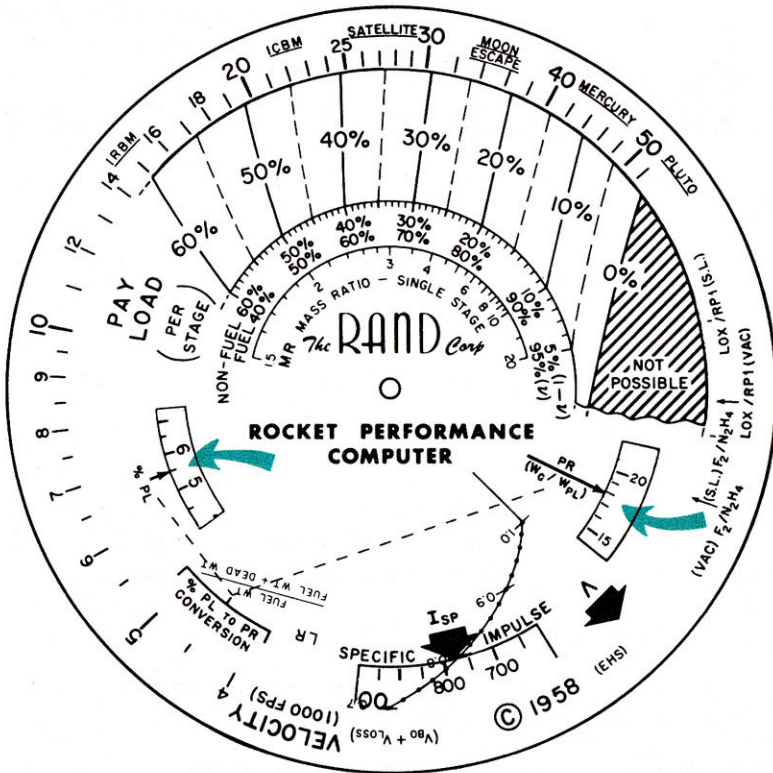 IRBM
ICBM
SATELLITE
MOON
ESCAPE
MERCURY
PLUTO
4 5 6 7 8 9 10 12 14 16 18 20 25 30 40 50
60% 50% 40% 30% 20% 10% 0%
NOT
POSSIBLE
PAY
LOAD
(PER
STAGE)
NON-FUEL 60% 50% 40% 30% 20% 10% 5% (1-ν)
FUEL 40% 50% 60% 70% 80% 90% 95% (ν)
MR MASS RATIO - SINGLE STAGE
1.5 2 3 4 6 8 10 20
The RAND Corp
ROCKET PERFORMANCE
COMPUTER
LOX/RP1 (S.L.)
LOX/RP1 (VAC)
(S.L.) F2/N2H4
(VAC) F2/N2H4
6
5
% PL
PR
(WG/WPL)
20
15
FUEL WT
FUEL WT + DEAD WT
% PL TO PR
CONVERSION
LR
1.0
0.9
0.8
ISP
SPECIFIC IMPULSE
800 700
V
VELOCITY
(1000 FPS)
(VBO + VLOSS)
© 1958 (EHS)